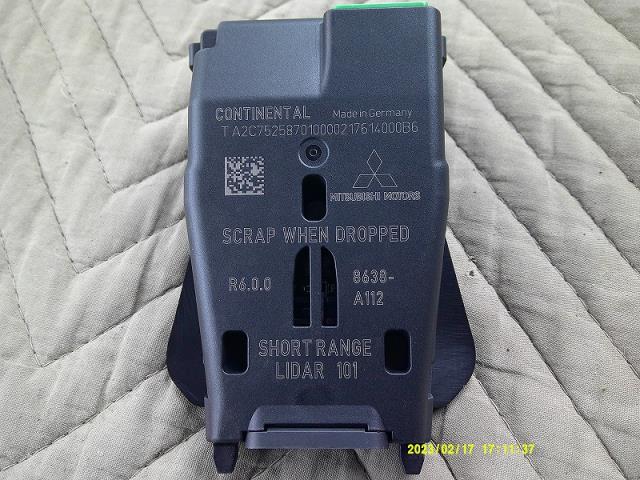 CONTINENTAL Made in Germany
TA2C752587010000217614000B6
MITSUBISHI MOTORS
SCRAP WHEN DROPPED
R6.0.0
8638-
A112
SHORT RANGE
LIDAR 101
2023/02/17 17:11:37